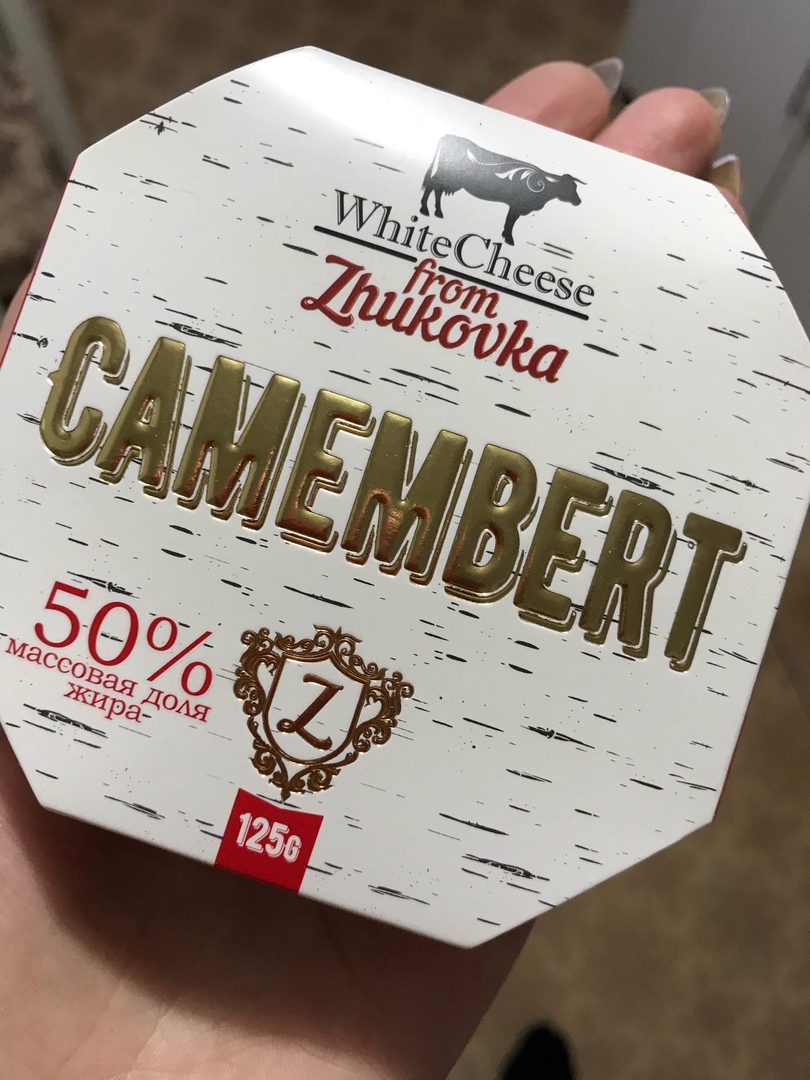 WhiteCheese
from
Zhukovka
CAMEMBERT
50%
массовая доля
жира
Z
125G